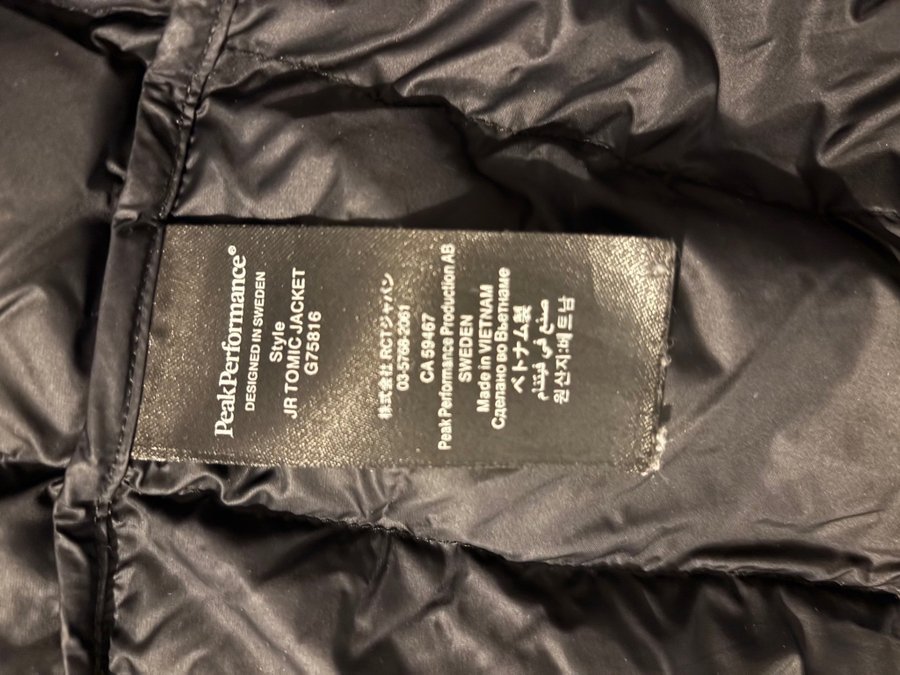 PeakPerformance®
DESIGNED IN SWEDEN
Style
JR TOMIC JACKET
G75816
株式会社 RCTジャパン
03-5768-2061
CA 59467
Peak Performance Production AB
SWEDEN
Made in VIETNAM
Сделано во Вьетнаме
ベトナム製
صنع في فيتنام
원산지:베트남